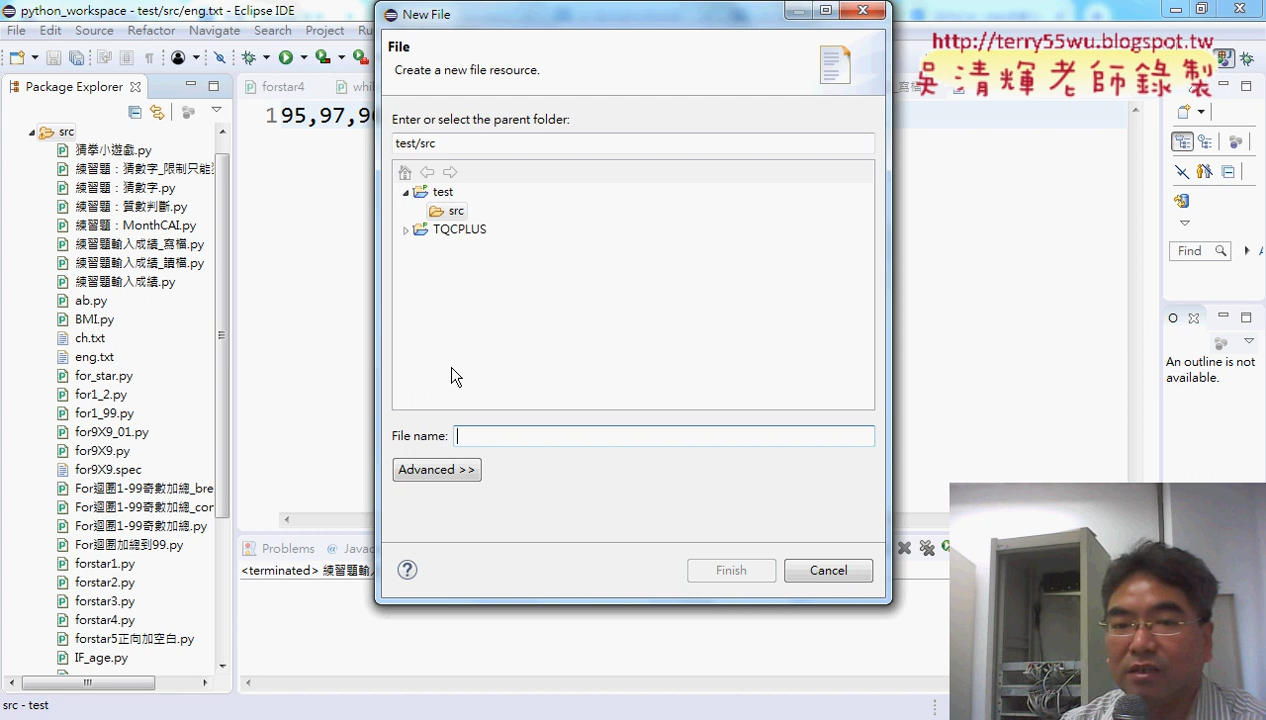 python_workspace - test/src/eng.txt - Eclipse IDE
File Edit Source Refactor Navigate Search Project
New File
File
Create a new file resource.
Enter or select the parent folder:
test/src
test
src
TQCPLUS
File name:
Advanced >>
Finish
Cancel
http://terry55wu.blogspot.tw
吳清輝老師錄製
Package Explorer
src
猜拳小遊戲.py
練習題：猜數字_限制只能
練習題：猜數字.py
練習題：質數判斷.py
練習題：MonthCAI.py
練習題輸入成績_寫檔.py
練習題輸入成績_讀檔.py
練習題輸入成績.py
ab.py
BMI.py
ch.txt
eng.txt
for_star.py
for1_2.py
for1_99.py
for9X9_01.py
for9X9.py
for9X9.spec
For迴圈1-99奇數加總_bre
For迴圈1-99奇數加總_cor
For迴圈1-99奇數加總.py
For迴圈加總到99.py
forstar1.py
forstar2.py
forstar3.py
forstar4.py
forstar5正向加空白.py
IF_age.py
forstar4
1
95,97,9
Problems
<terminated> 練習題輸
Find
O
An outline is not
available.
src - test